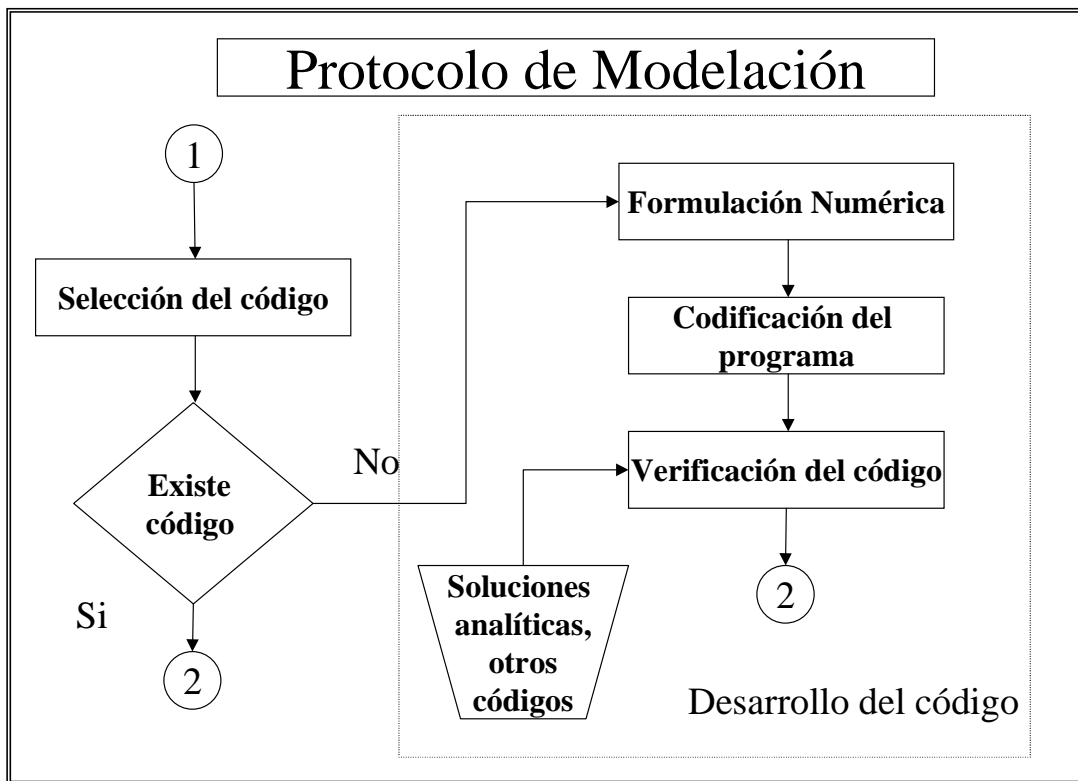 Protocolo de Modelación
1
Selección del código
Existe
código
No
Si
2
Formulación Numérica
Codificación del
programa
Verificación del código
2
Soluciones
analíticas,
otros
códigos
Desarrollo del código